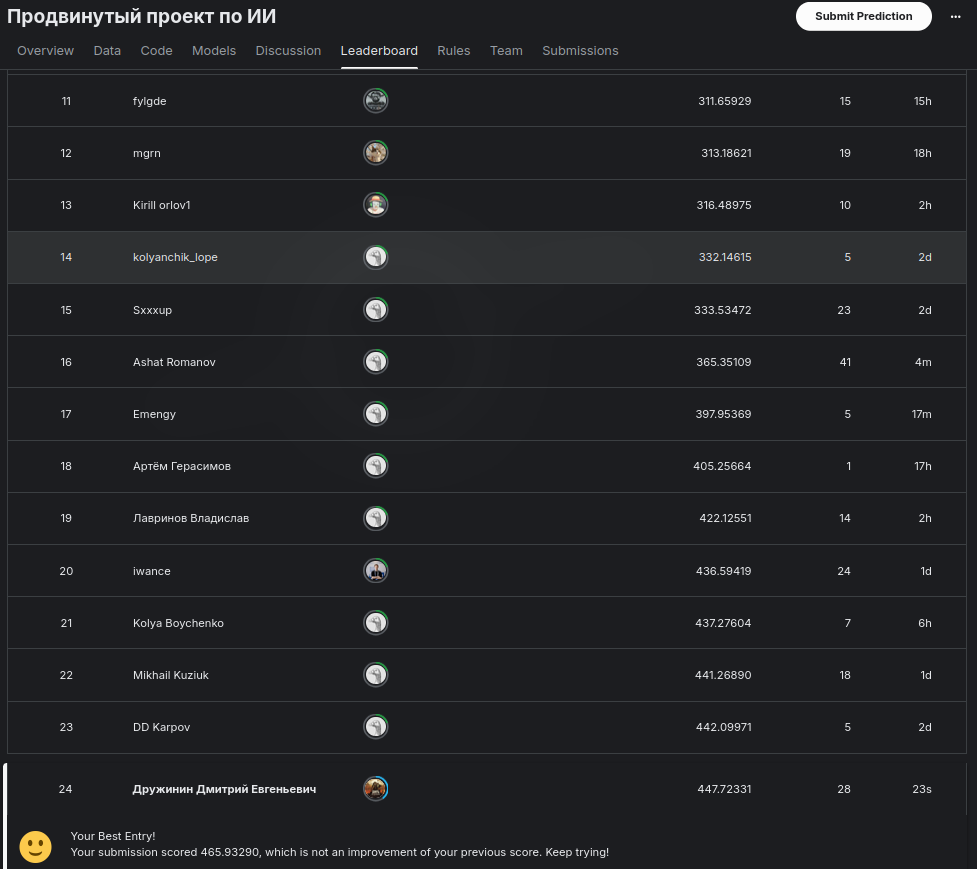 Продвинутый проект по ИИ
Submit Prediction
Overview Data Code Models Discussion Leaderboard Rules Team Submissions
11 fylgde 311.65929 15 15h
12 mgrn 313.18621 19 18h
13 Kirill orlov1 316.48975 10 2h
14 kolyanchik_lope 332.14615 5 2d
15 Sxxxup 333.53472 23 2d
16 Ashat Romanov 365.35109 41 4m
17 Emengy 397.95369 5 17m
18 Артём Герасимов 405.25664 1 17h
19 Лавринов Владислав 422.12551 14 2h
20 iwance 436.59419 24 1d
21 Kolya Boychenko 437.27604 7 6h
22 Mikhail Kuziuk 441.26890 18 1d
23 DD Karpov 442.09971 5 2d
24 Дружинин Дмитрий Евгеньевич 447.72331 28 23s
Your Best Entry!
Your submission scored 465.93290, which is not an improvement of your previous score. Keep trying!